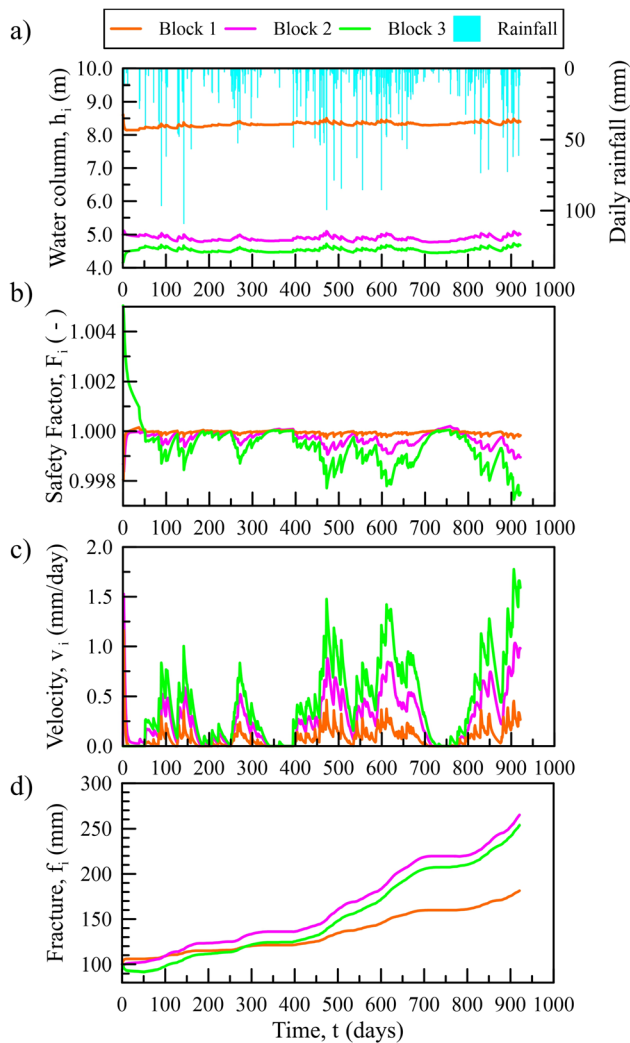 Block 1 Block 2 Block 3 Rainfall
a)
Water column, h i (m)
10.0
9.0
8.0
7.0
6.0
5.0
4.0
0
50
100
Daily rainfall (mm)
0 100 200 300 400 500 600 700 800 900 1000
b)
Safety Factor, F i ( - )
1.004
1.002
1.000
0.998
0 100 200 300 400 500 600 700 800 900 1000
c)
Velocity, v i (mm/day)
2.0
1.5
1.0
0.5
0.0
0 100 200 300 400 500 600 700 800 900 1000
d)
Fracture, f i (mm)
300
250
200
150
100
0 100 200 300 400 500 600 700 800 900 1000
Time, t (days)